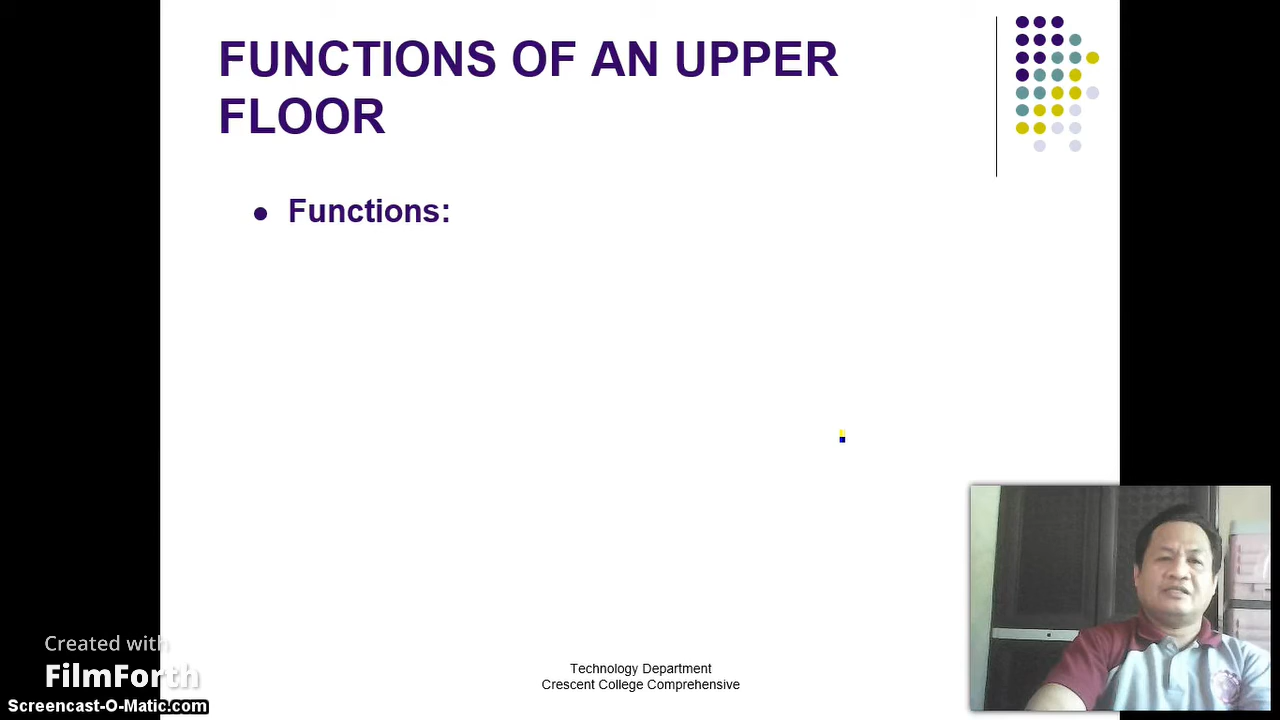 FUNCTIONS OF AN UPPER
FLOOR
Functions:
Technology Department
Crescent College Comprehensive
Created with
FilmForth
Screencast-O-Matic.com